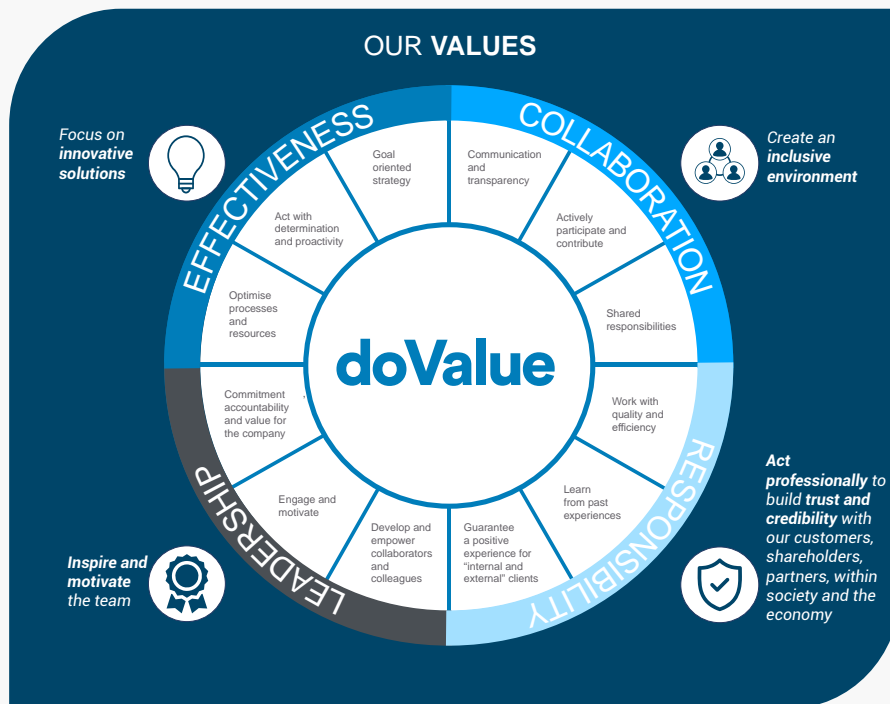 OUR VALUES
Focus on
innovative
solutions
EFFECTIVENESS
COLLABORATION
Create an
inclusive
environment
Goal
oriented
strategy
Communication
and
transparency
Act with
determination
and proactivity
Actively
participate and
contribute
Optimise
processes
and
resources
Shared
responsibilities
doValue
Commitment
accountability
and value for
the company
Work with
quality and
efficiency
Engage and
motivate
Learn
from past
experiences
Develop and
empower
collaborators
and
colleagues
Guarantee
a positive
experience for
“internal and
external” clients
LEADERSHIP
RESPONSIBILITY
Inspire and
motivate
the team
Act
professionally to
build trust and
credibility with
our customers,
shareholders,
partners, within
society and the
economy